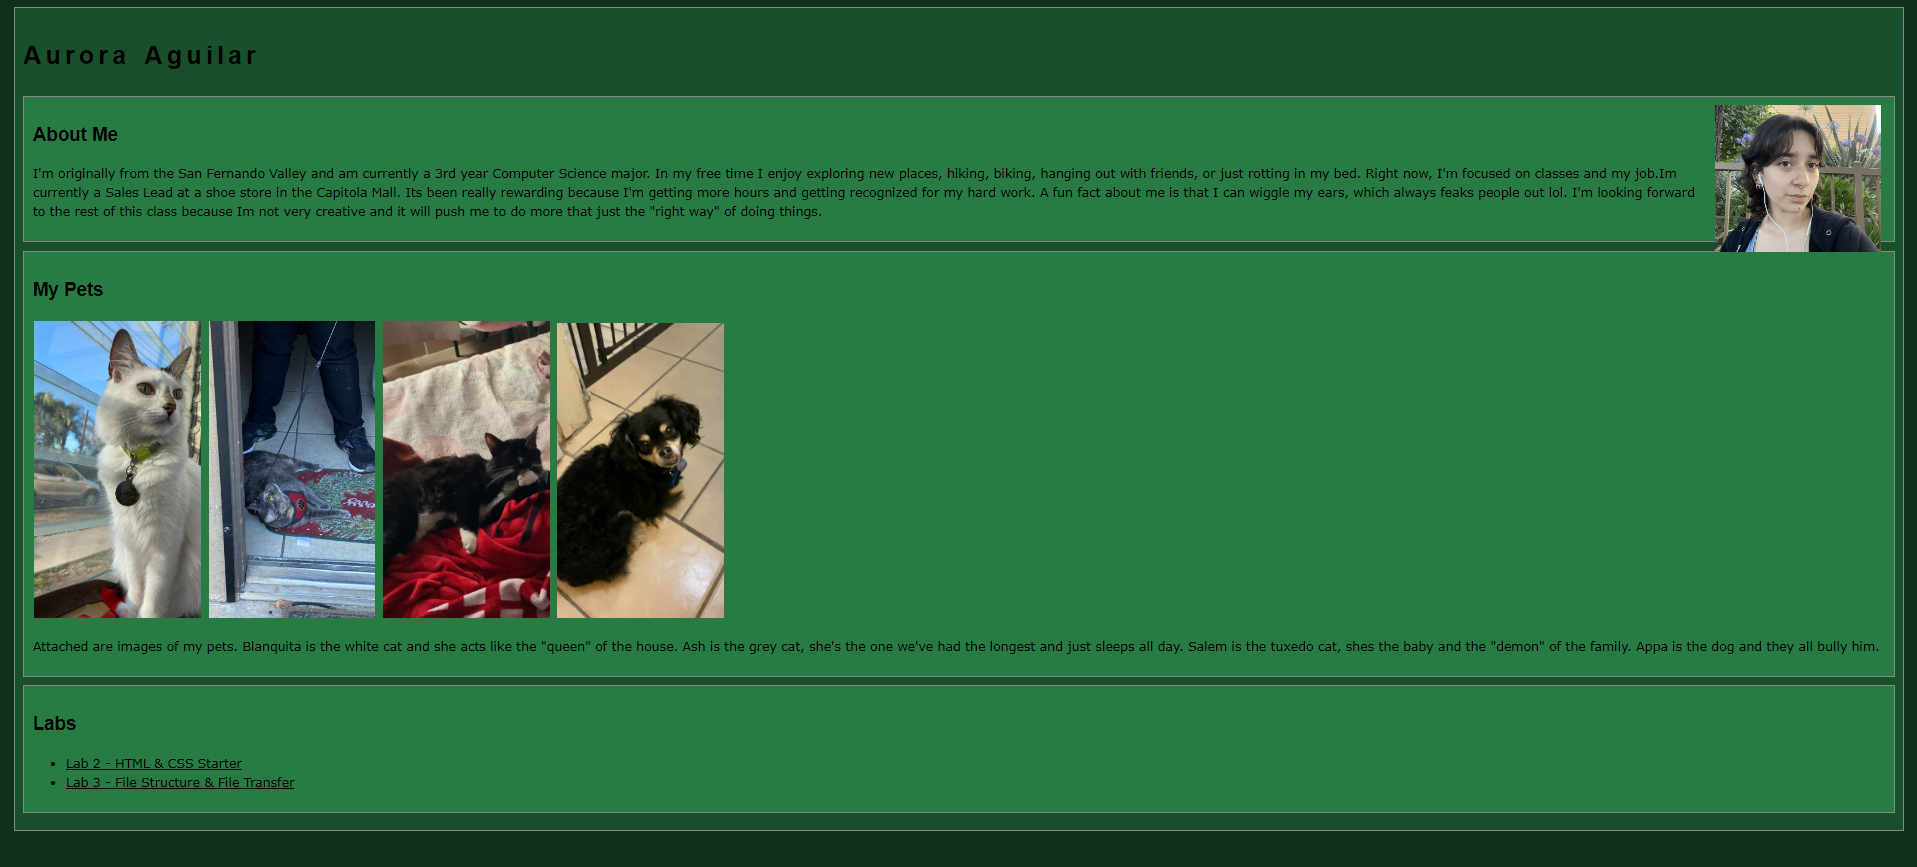 Aurora Aguilar
About Me
I'm originally from the San Fernando Valley and am currently a 3rd year Computer Science major. In my free time I enjoy exploring new places, hiking, biking, hanging out with friends, or just rotting in my bed. Right now, I'm focused on classes and my job.Im
currently a Sales Lead at a shoe store in the Capitola Mall. Its been really rewarding because I'm getting more hours and getting recognized for my hard work. A fun fact about me is that I can wiggle my ears, which always feaks people out lol. I'm looking forward
to the rest of this class because Im not very creative and it will push me to do more that just the "right way" of doing things.
My Pets
Attached are images of my pets. Blanquita is the white cat and she acts like the "queen" of the house. Ash is the grey cat, she's the one we've had the longest and just sleeps all day. Salem is the tuxedo cat, shes the baby and the "demon" of the family. Appa is the dog and they all bully him.
Labs
Lab 2 - HTML & CSS Starter
Lab 3 - File Structure & File Transfer